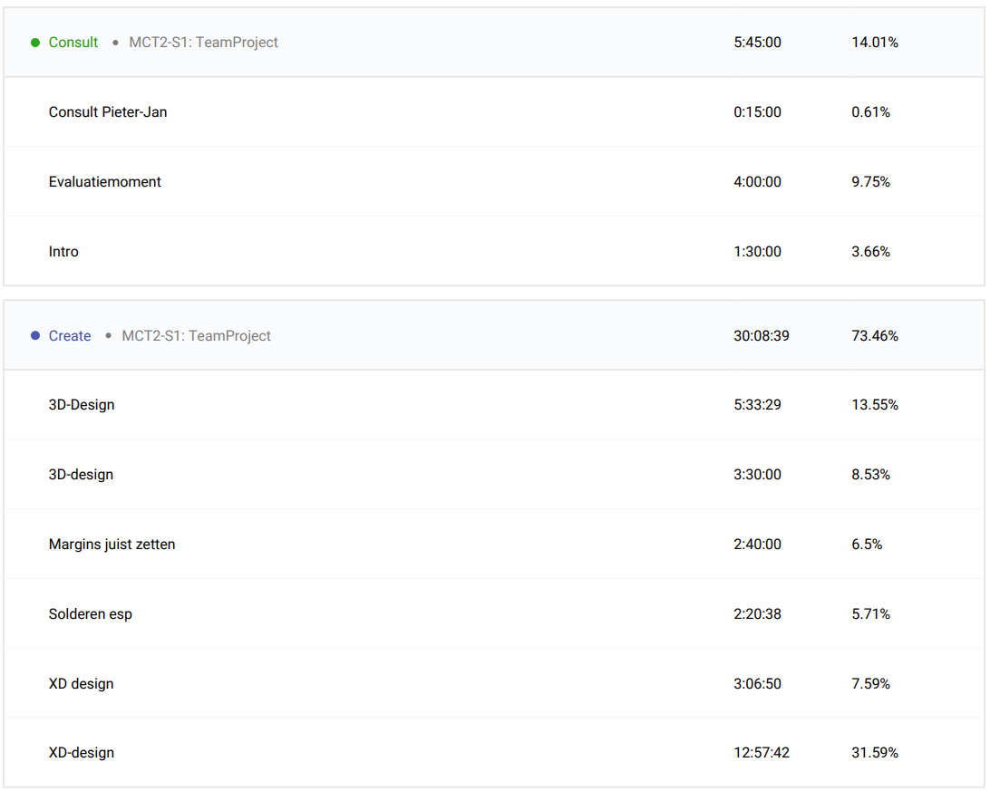 Consult • MCT2-S1: TeamProject 5:45:00 14.01%
Consult Pieter-Jan 0:15:00 0.61%
Evaluatiemoment 4:00:00 9.75%
Intro 1:30:00 3.66%
Create • MCT2-S1: TeamProject 30:08:39 73.46%
3D-Design 5:33:29 13.55%
3D-design 3:30:00 8.53%
Margins juist zetten 2:40:00 6.5%
Solderen esp 2:20:38 5.71%
XD design 3:06:50 7.59%
XD-design 12:57:42 31.59%